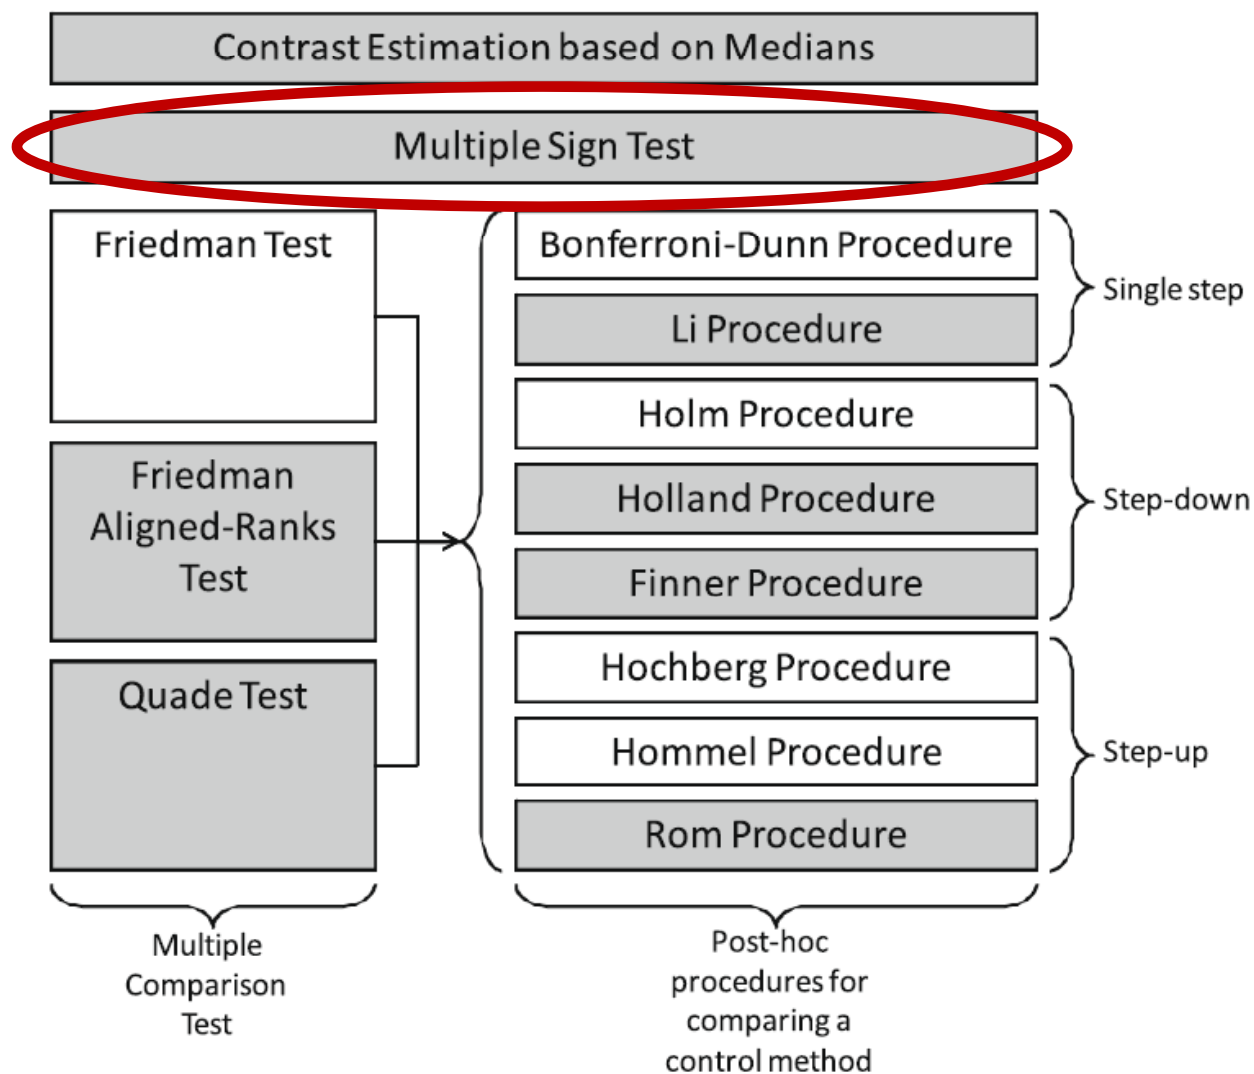 Contrast Estimation based on Medians
Multiple Sign Test
Friedman Test
Friedman
Aligned-Ranks
Test
Quade Test
Multiple
Comparison
Test
Bonferroni-Dunn Procedure
Li Procedure
Holm Procedure
Holland Procedure
Finner Procedure
Hochberg Procedure
Hommel Procedure
Rom Procedure
Post-hoc
procedures for
comparing a
control method
Single step
Step-down
Step-up